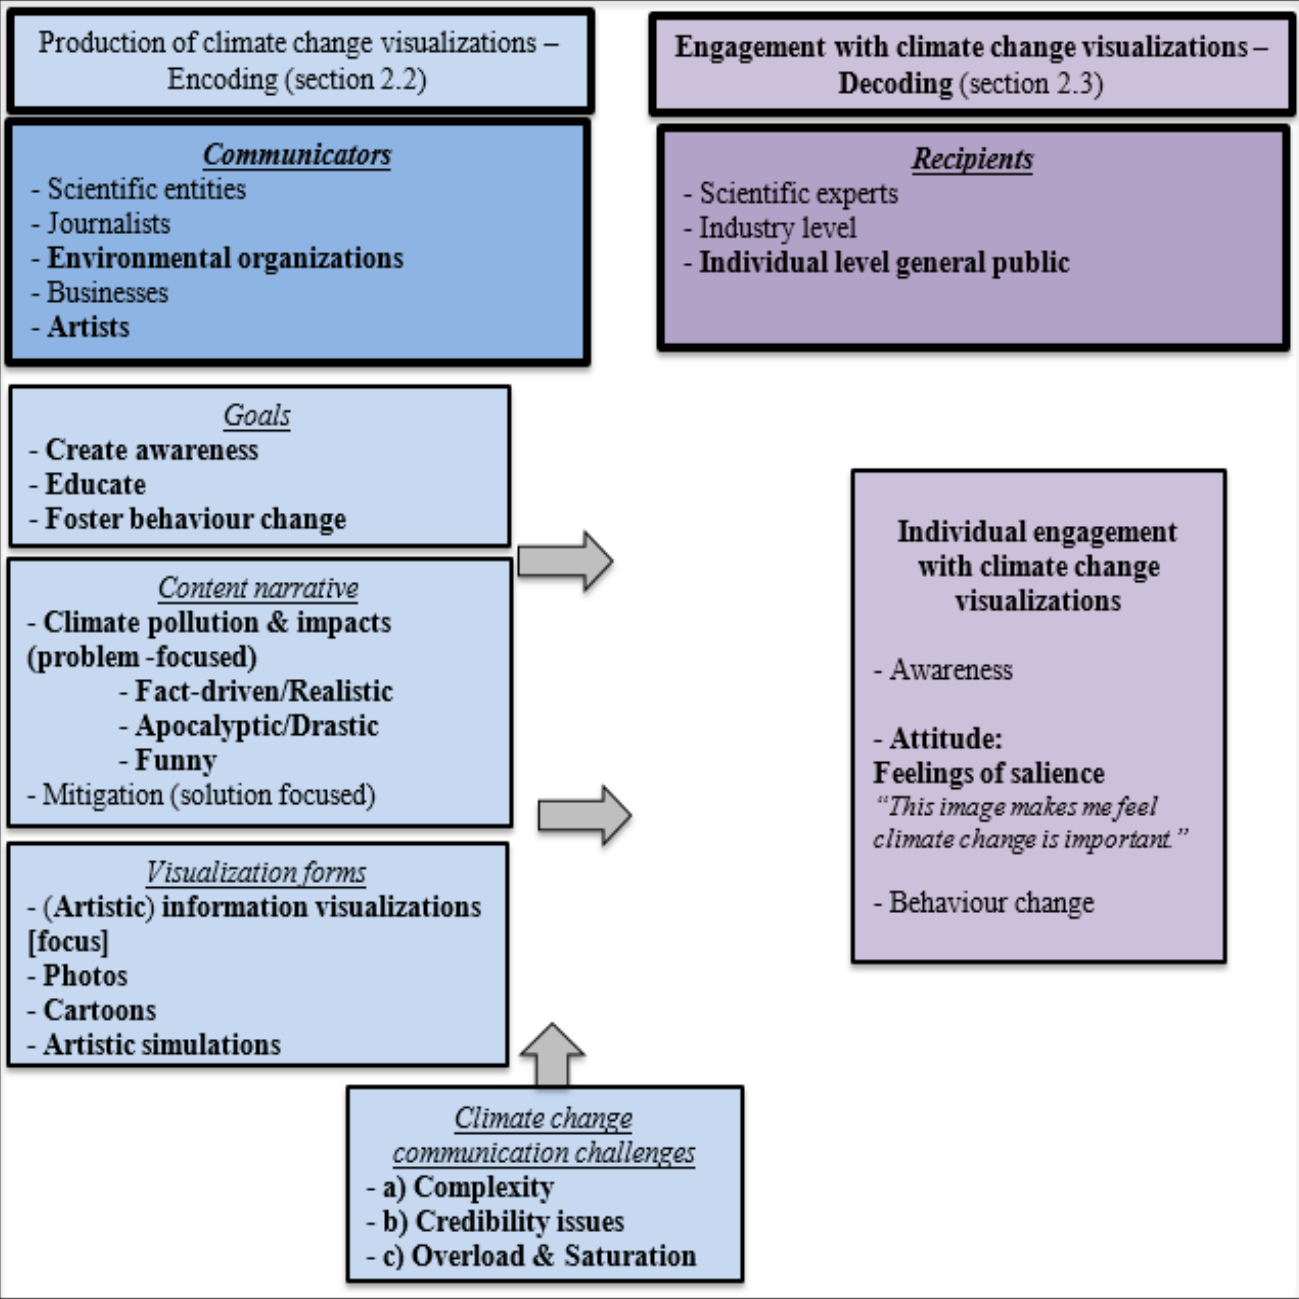 Production of climate change visualizations –
Encoding (section 2.2)
Communicators
- Scientific entities
- Journalists
- Environmental organizations
- Businesses
- Artists
Goals
- Create awareness
- Educate
- Foster behaviour change
Content narrative
- Climate pollution & impacts
(problem -focused)
- Fact-driven/Realistic
- Apocalyptic/Drastic
- Funny
- Mitigation (solution focused)
Visualization forms
- (Artistic) information visualizations
[focus]
- Photos
- Cartoons
- Artistic simulations
Climate change
communication challenges
- a) Complexity
- b) Credibility issues
- c) Overload & Saturation
Engagement with climate change visualizations –
Decoding (section 2.3)
Recipients
- Scientific experts
- Industry level
- Individual level general public
Individual engagement
with climate change
visualizations
- Awareness
- Attitude:
Feelings of salience
“This image makes me feel
climate change is important.”
- Behaviour change